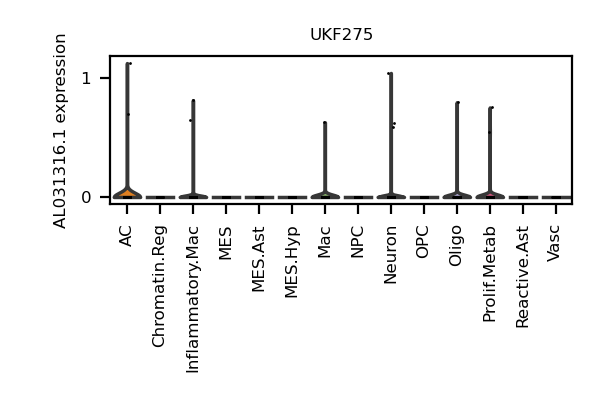 UKF275
AL031316.1 expression
1
0
AC
Chromatin.Reg
Inflammatory.Mac
MES
MES.Ast
MES.Hyp
Mac
NPC
Neuron
OPC
Oligo
Prolif.Metab
Reactive.Ast
Vasc